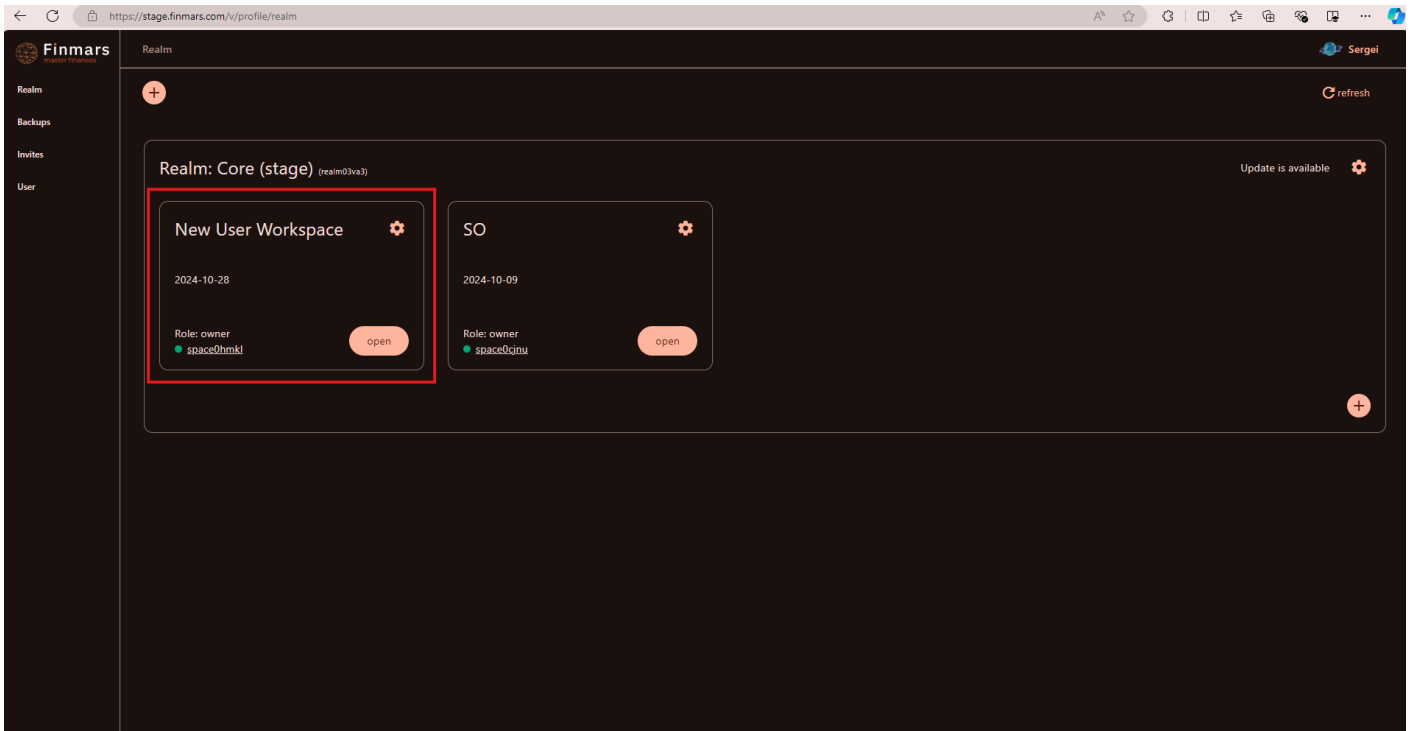 https://stage.finmars.com/v/profile/realm
Finmars
master finances
Realm
Sergei
Realm
Backups
Invites
User
refresh
Realm: Core (stage) (realm03va3)
Update is available
New User Workspace
2024-10-28
Role: owner
space0hmkl
open
SO
2024-10-09
Role: owner
space0cjnu
open